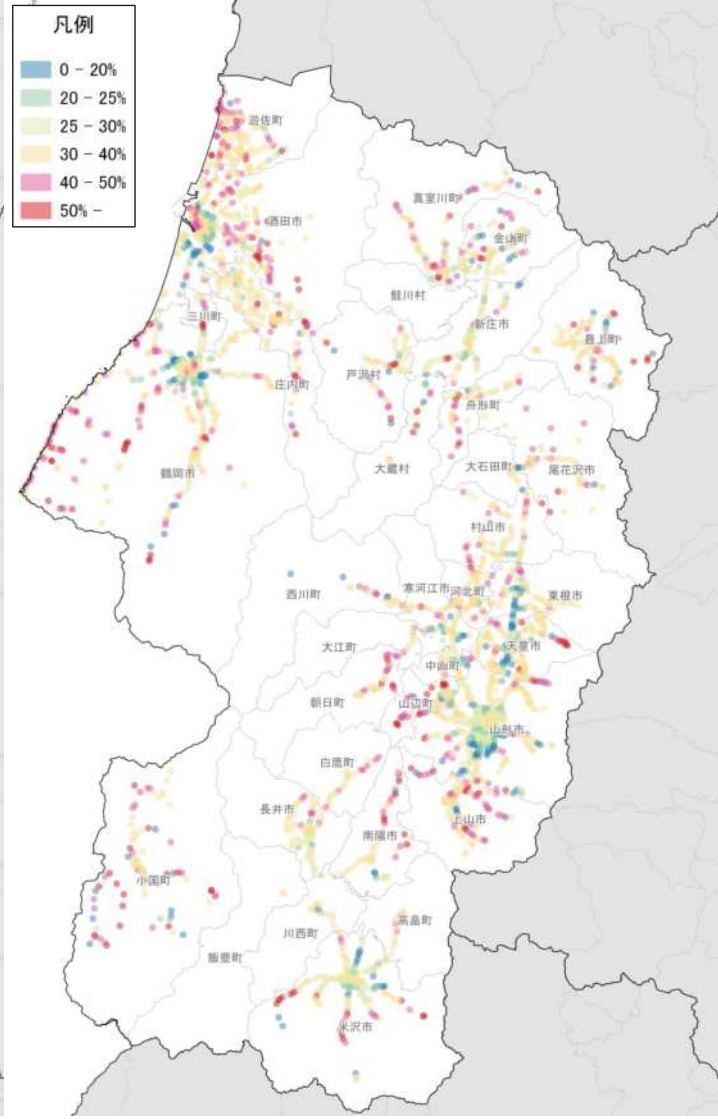 凡例
0 - 20%
20 - 25%
25 - 30%
30 - 40%
40 - 50%
50% -
遊佐町
真室川町
酒田市
金山町
鮭川村
三川町
新庄市
最上町
戸沢村
庄内町
舟形町
大蔵村
大石田町
尾花沢市
鶴岡市
村山市
西川町
寒河江市
河北町
東根市
大江町
天童市
中山町
朝日町
山辺町
山形市
白鷹町
長井市
上山市
南陽市
小国町
高畠町
川西町
飯豊町
米沢市